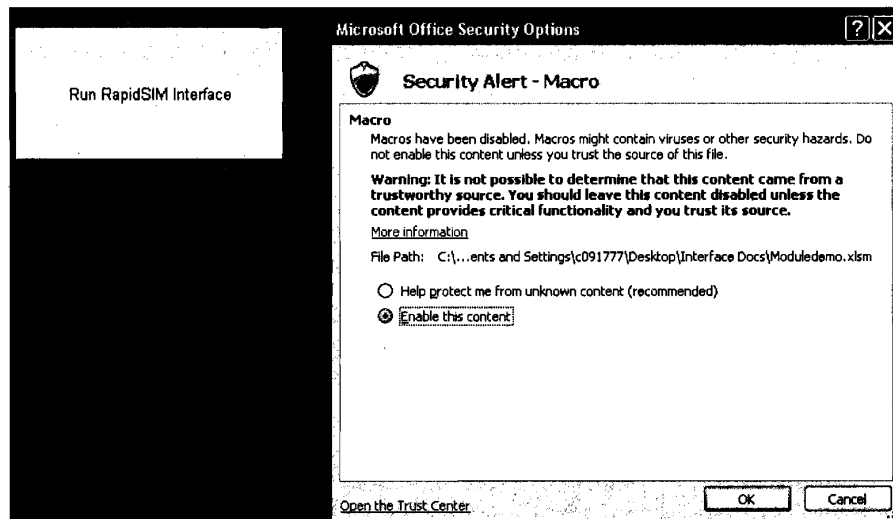 Run RapidSIM Interface
Microsoft Office Security Options
Security Alert - Macro
Macro
Macros have been disabled. Macros might contain viruses or other security hazards. Do
not enable this content unless you trust the source of this file.
Warning: It is not possible to determine that this content came from a
trustworthy source. You should leave this content disabled unless the
content provides critical functionality and you trust its source.
More information
File Path: C:\...ents and Settings\c091777\Desktop\Interface Docs\Moduledemo.xlsm
Help protect me from unknown content (recommended)
Enable this content
Open the Trust Center
OK
Cancel